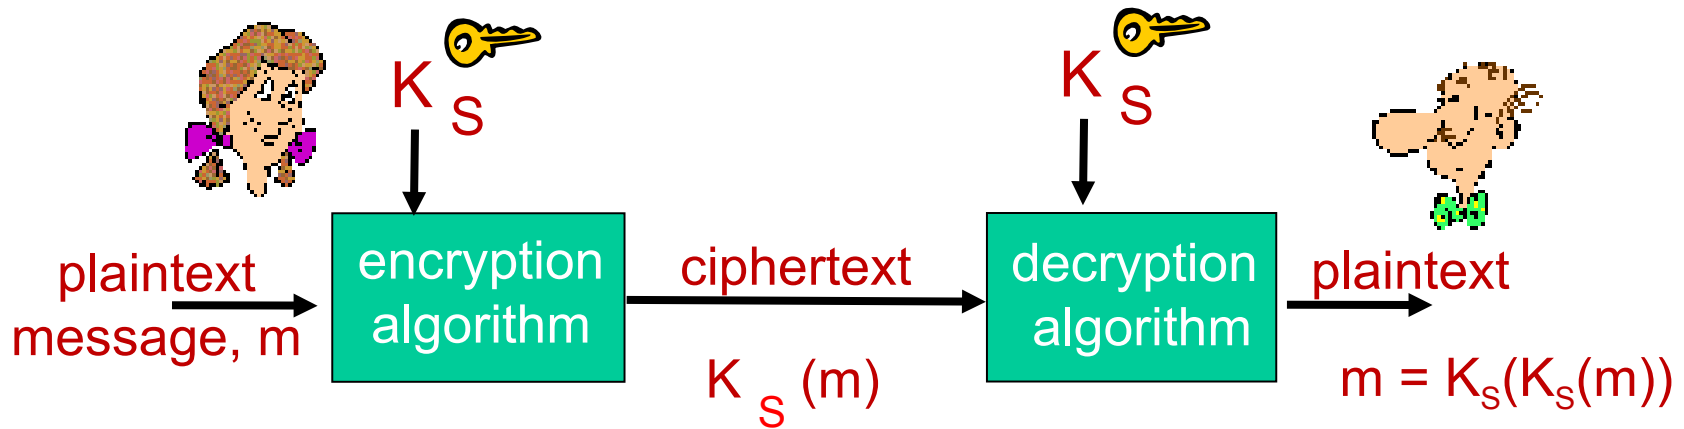 K S
K S
plaintext
message, m
encryption
algorithm
ciphertext
K S (m)
decryption
algorithm
plaintext
m = KS(KS(m))